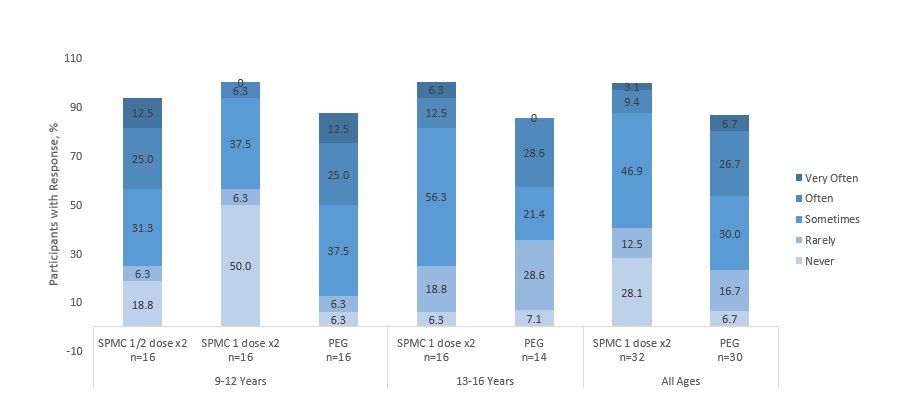 110
90
70
50
30
10
-10
Participants with Response, %
12.5
25.0
31.3
6.3
18.8
0
6.3
37.5
6.3
50.0
12.5
25.0
37.5
6.3
6.3
6.3
12.5
56.3
18.8
6.3
0
28.6
21.4
28.6
7.1
3.1
9.4
46.9
12.5
28.1
6.7
26.7
30.0
16.7
6.7
SPMC 1/2 dose x2
n=16
SPMC 1 dose x2
n=16
PEG
n=16
SPMC 1 dose x2
n=16
PEG
n=14
SPMC 1 dose x2
n=32
PEG
n=30
9-12 Years
13-16 Years
All Ages
Very Often
Often
Sometimes
Rarely
Never